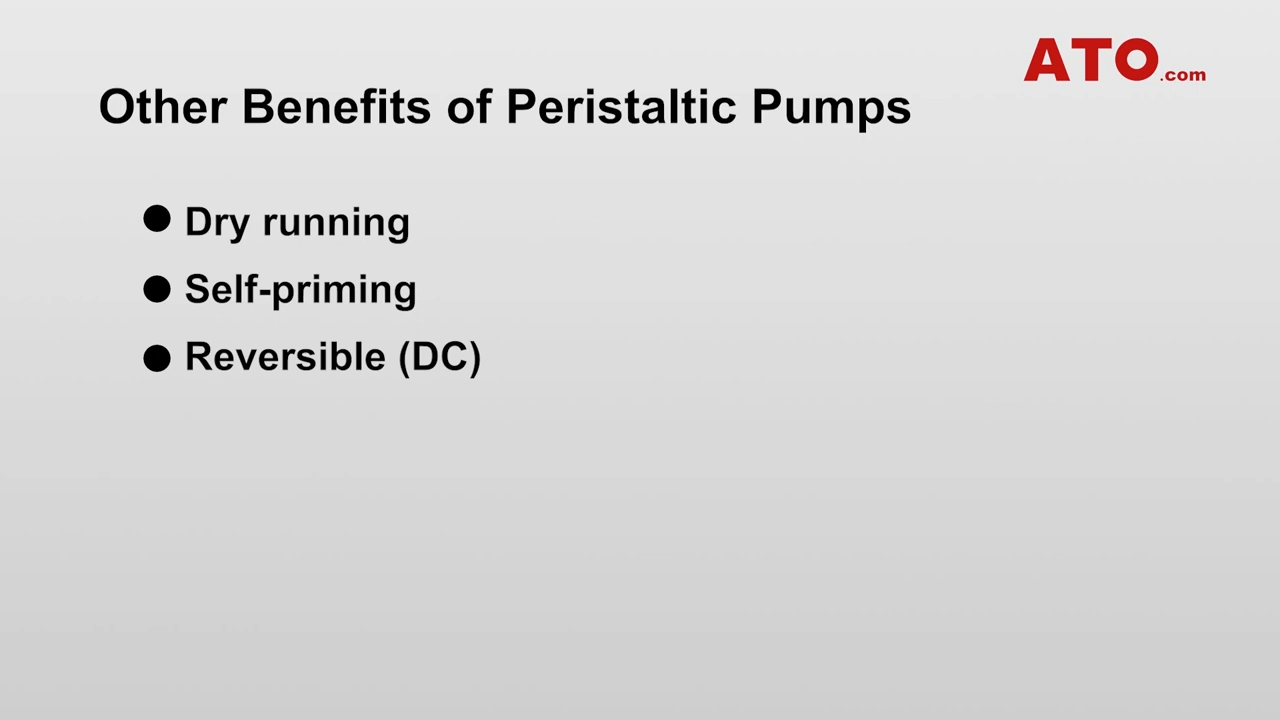 ATO.com
Other Benefits of Peristaltic Pumps
● Dry running
● Self-priming
● Reversible (DC)